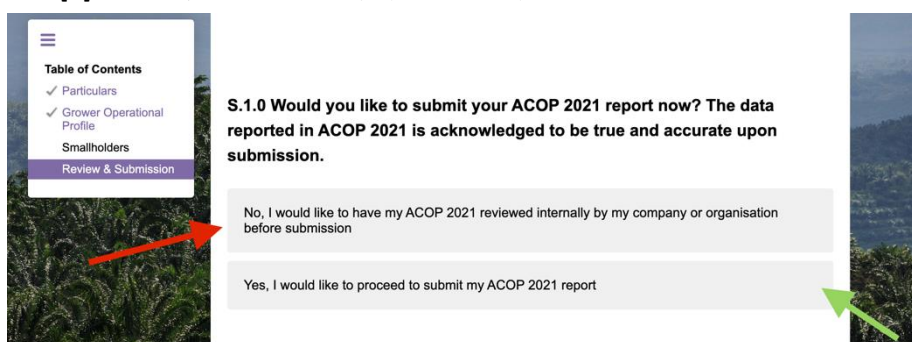 Table of Contents
Particulars
Grower Operational
Profile
Smallholders
Review & Submission
S.1.0 Would you like to submit your ACOP 2021 report now? The data
reported in ACOP 2021 is acknowledged to be true and accurate upon
submission.
No, I would like to have my ACOP 2021 reviewed internally by my company or organisation
before submission
Yes, I would like to proceed to submit my ACOP 2021 report